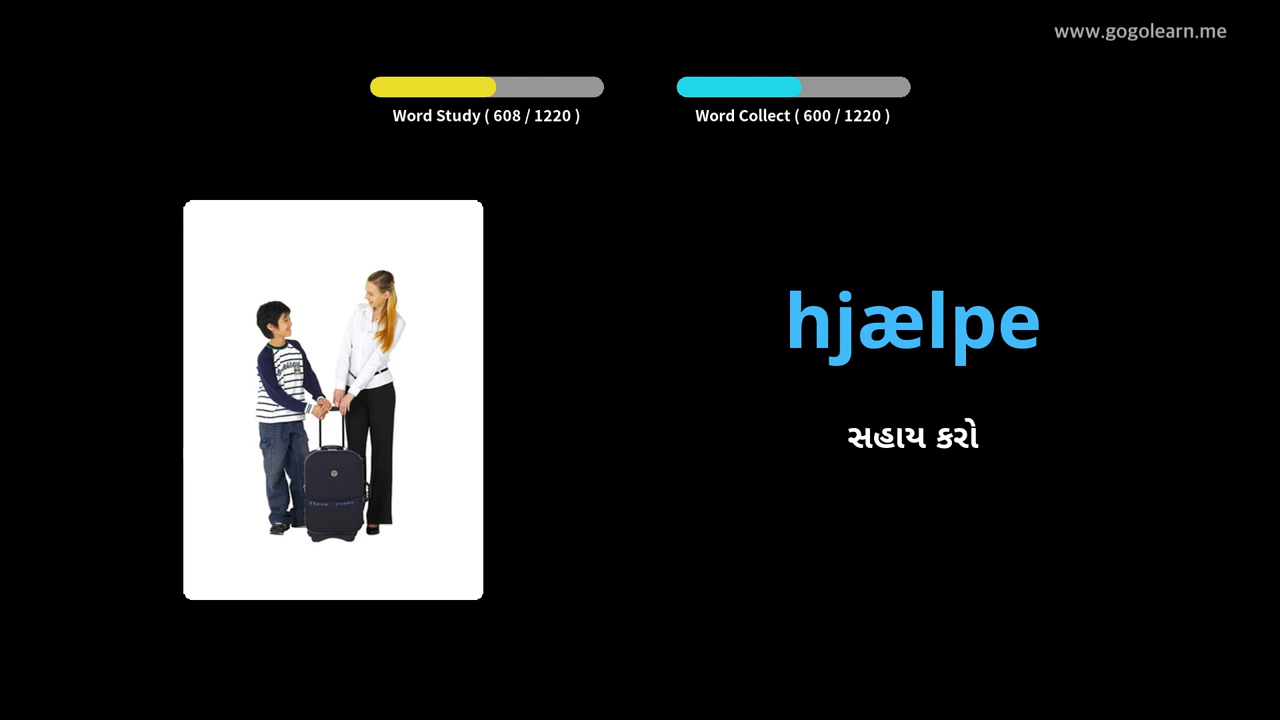 www.gogolearn.me
Word Study ( 608 / 1220 )
Word Collect ( 600 / 1220 )
hjælpe
સહાય કરો